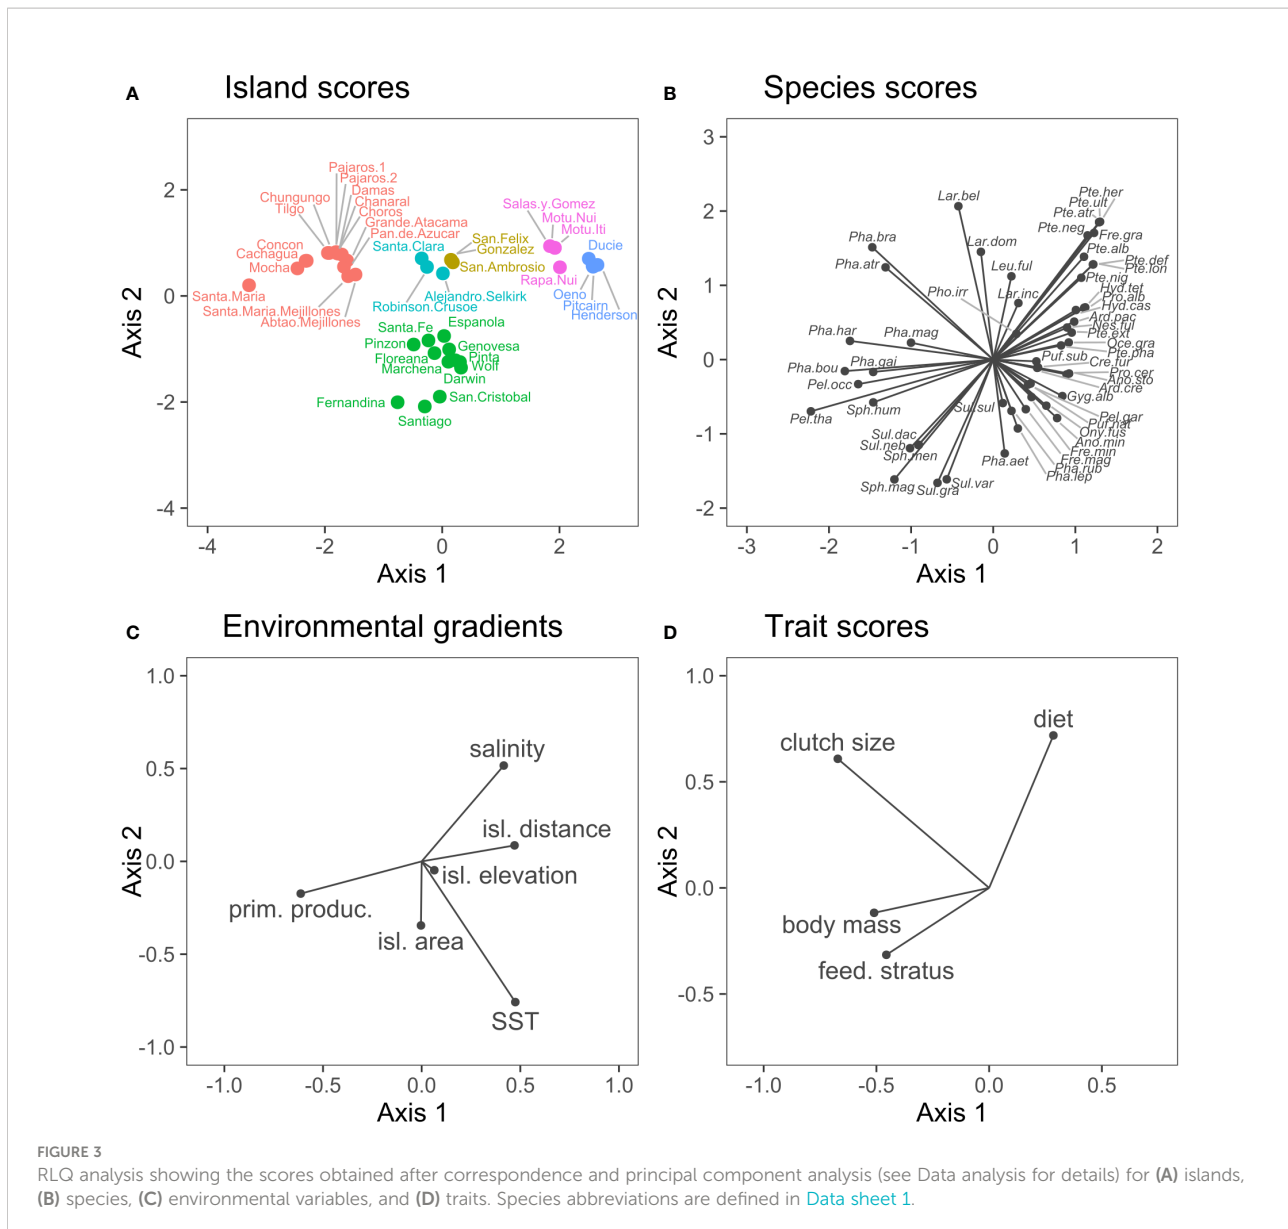 A Island scores
Axis 2
2
0
-2
-4
-4 -2 0 2
Axis 1
Pajaros.1
Pajaros.2
Damas
Chungungo
Chanaral
Tilgo
Choros
Grande.Atacama
Pan.de.Azucar
Concon
Cachagua
Mocha
Santa.Maria
Santa.Maria.Mejillones
Abtao.Mejillones
Santa.Clara
Robinson.Crusoe
Alejandro.Selkirk
San.Felix
Gonzalez
San.Ambrosio
Salas.y.Gomez
Motu.Nui
Motu.Iti
Rapa.Nui
Ducie
Oeno
Pitcairn
Henderson
Espanola
Santa.Fe
Pinzon
Genovesa
Floreana
Pinta
Marchena
Wolf
Darwin
San.Cristobal
Fernandina
Santiago
B Species scores
Axis 2
3
2
1
0
-1
-2
-3 -2 -1 0 1 2
Axis 1
Lar.bel
Pte.her
Pte.ult
Pte.atr
Pte.neg
Fre.gra
Pha.bra
Lar.dom
Pte.alb
Pha.atr
Leu.ful
Pte.def
Pte.lon
Pte.nig
Pho.irr
Lar.inc
Hyd.tet
Pro.alb
Hyd.cas
Ard.pac
Nes.ful
Pte.ext
Pha.har
Pha.mag
Oce.gra
Pte.pha
Puf.sub
Cre.fur
Pha.gai
Pha.bou
Pro.cer
Ano.sto
Pel.occ
Ard.cre
Gyg.alb
Pel.tha
Sph.hum
Sul.sul
Pel.gar
Puf.nat
Ony.fus
Sul.dac
Sul.neb
Ano.min
Sph.men
Fre.min
Pha.aet
Fre.mag
Pha.rub
Pha.lep
Sph.mag
Sul.gra
Sul.var
C Environmental gradients
Axis 2
1.0
0.5
0.0
-0.5
-1.0
-1.0 -0.5 0.0 0.5 1.0
Axis 1
salinity
isl. distance
isl. elevation
prim. produc.
isl. area
SST
D Trait scores
Axis 2
1.0
0.5
0.0
-0.5
-1.0 -0.5 0.0 0.5
Axis 1
diet
clutch size
body mass
feed. stratus
FIGURE 3
RLQ analysis showing the scores obtained after correspondence and principal component analysis (see Data analysis for details) for (A) islands,
(B) species, (C) environmental variables, and (D) traits. Species abbreviations are defined in Data sheet 1.